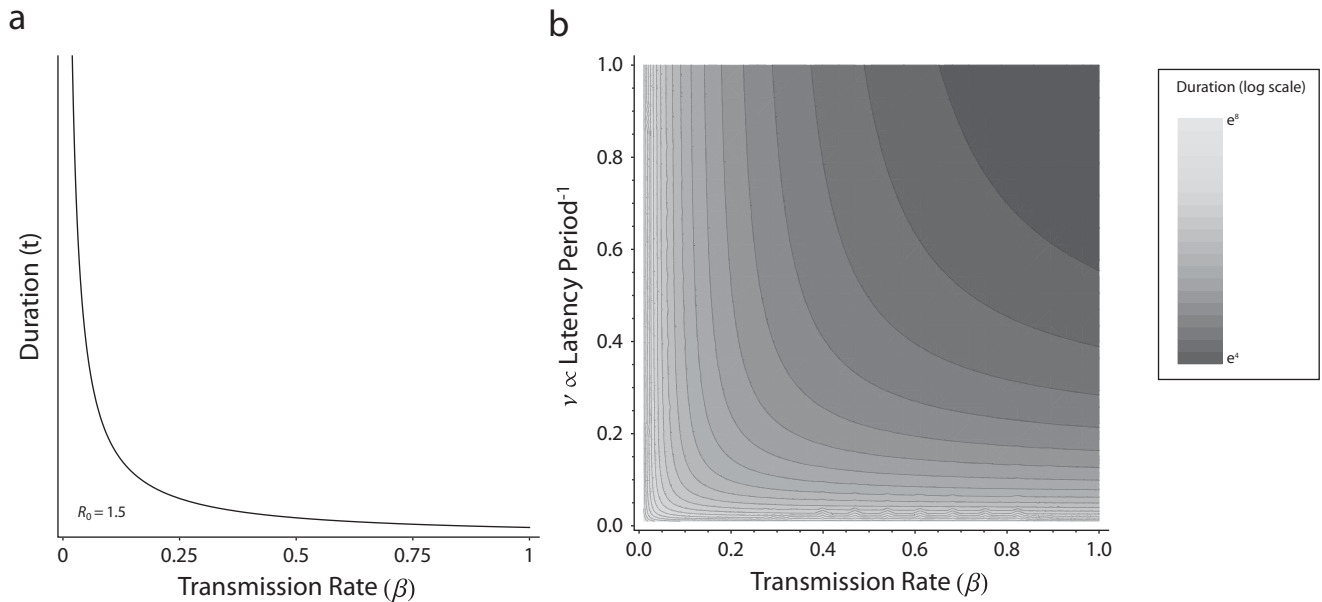 a
Duration (t)
R₀ = 1.5
0
0.25
0.5
0.75
1
Transmission Rate (β)
b
ν ∝ Latency Period⁻¹
1.0
0.8
0.6
0.4
0.2
0.0
0.0
0.2
0.4
0.6
0.8
1.0
Transmission Rate (β)
Duration (log scale)
e⁸
e⁴